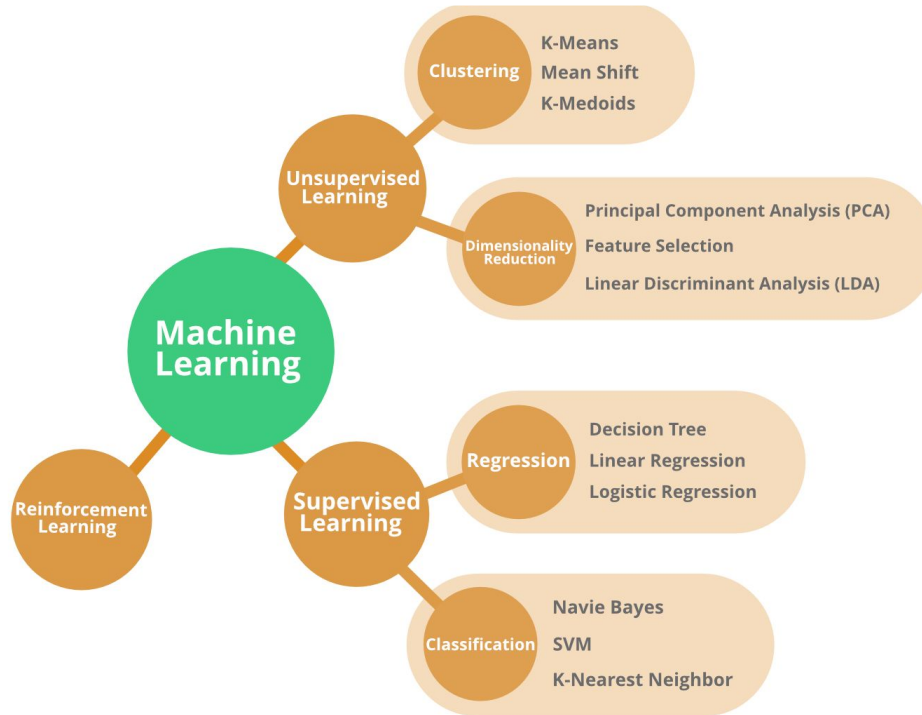 Machine
Learning
Unsupervised
Learning
Clustering
K-Means
Mean Shift
K-Medoids
Dimensionality
Reduction
Principal Component Analysis (PCA)
Feature Selection
Linear Discriminant Analysis (LDA)
Supervised
Learning
Regression
Decision Tree
Linear Regression
Logistic Regression
Classification
Navie Bayes
SVM
K-Nearest Neighbor
Reinforcement
Learning